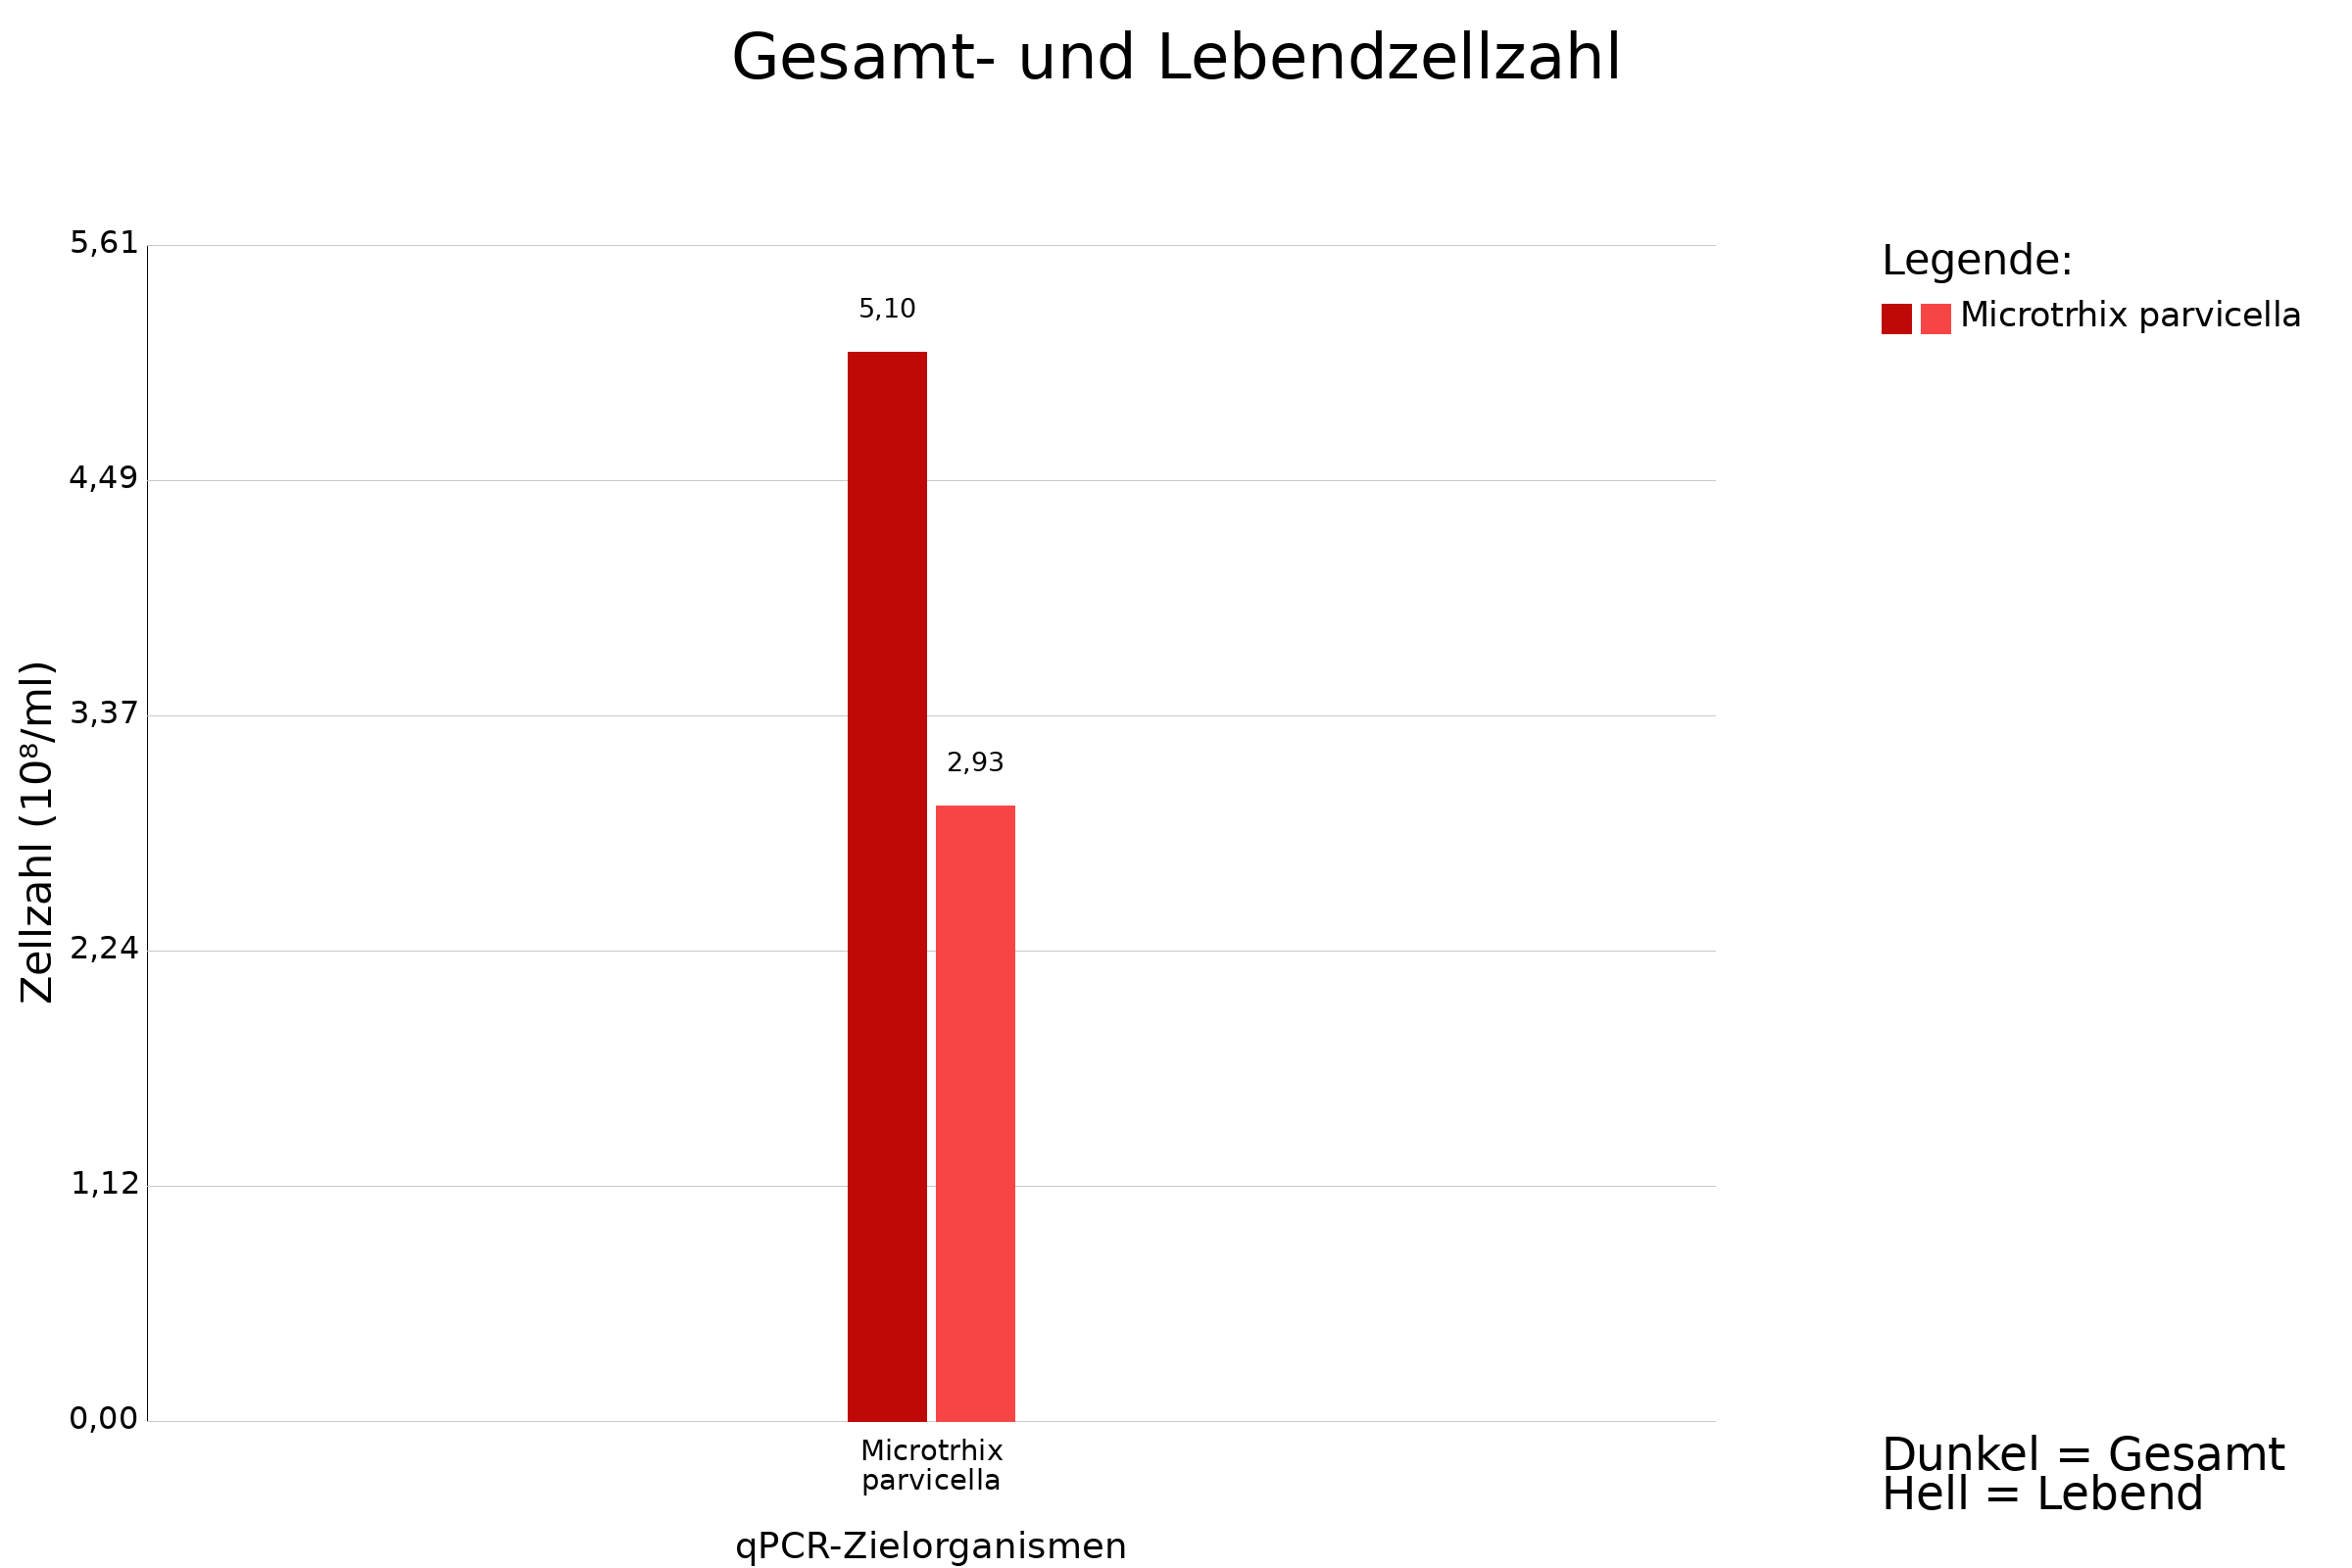 Gesamt- und Lebendzellzahl
5,61
4,49
3,37
2,24
1,12
0,00
Zellzahl (10⁸/ml)
5,10
2,93
Microtrhix
parvicella
qPCR-Zielorganismen
Legende:
Microtrhix parvicella
Dunkel = Gesamt
Hell = Lebend